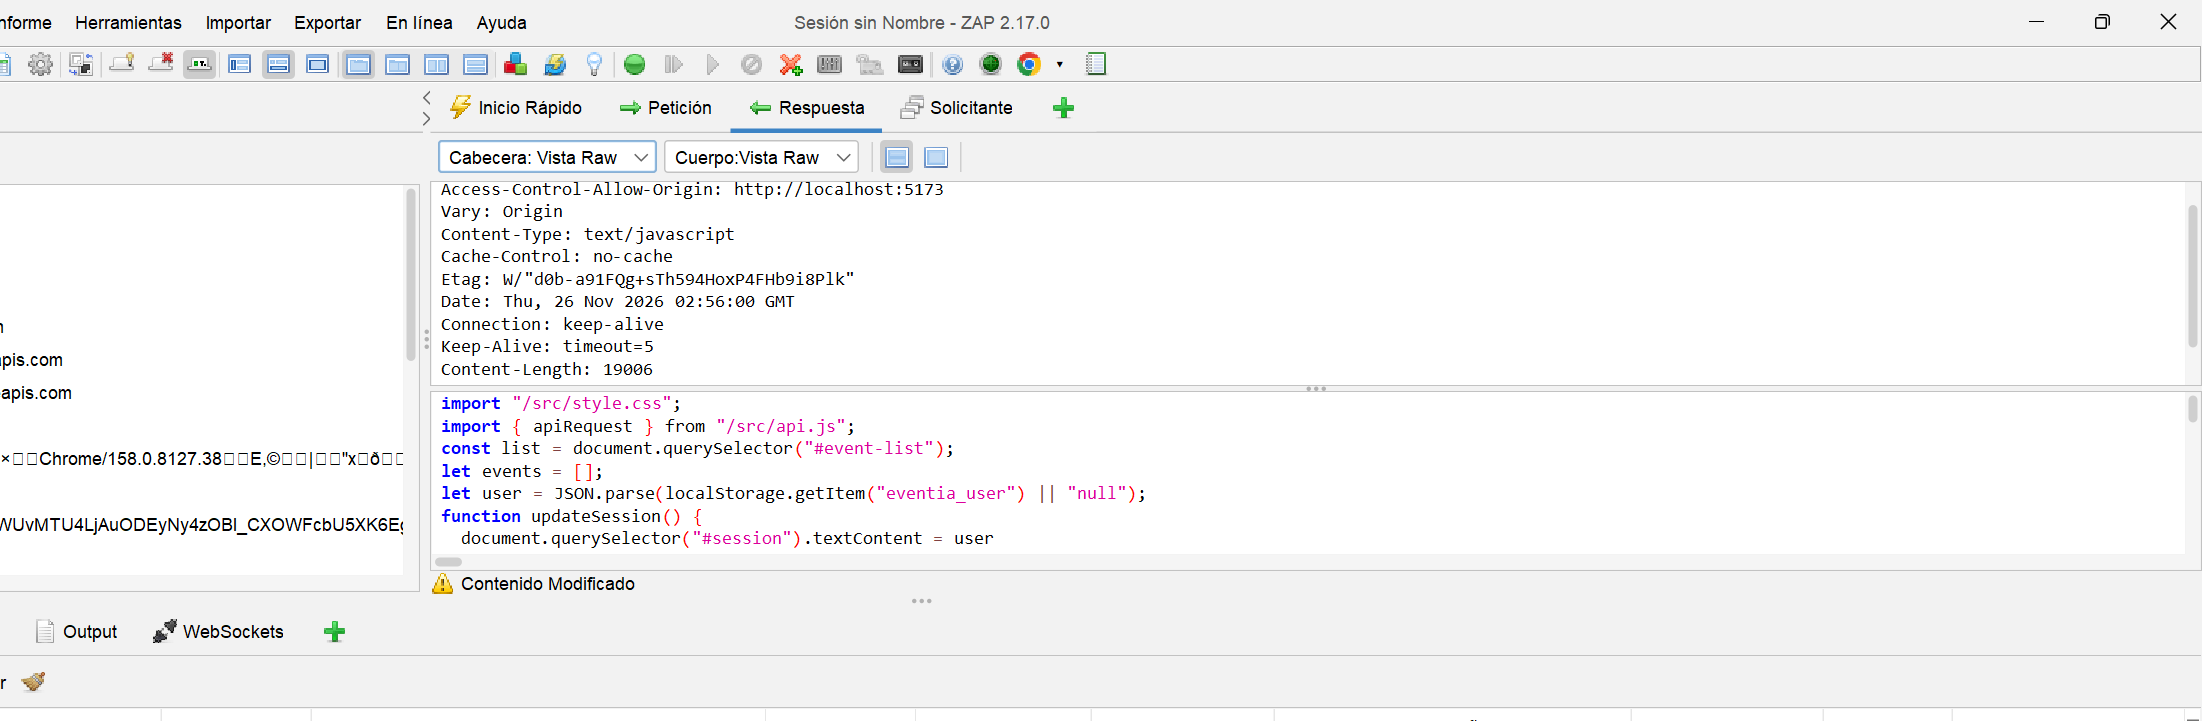 Herramientas Importar Exportar En línea Ayuda Sesión sin Nombre - ZAP 2.17.0
Inicio Rápido Petición Respuesta Solicitante
Cabecera: Vista Raw Cuerpo:Vista Raw
Access-Control-Allow-Origin: http://localhost:5173
Vary: Origin
Content-Type: text/javascript
Cache-Control: no-cache
Etag: W/"d0b-a91FQg+sTh594HoxP4FHb9i8Plk"
Date: Thu, 26 Nov 2026 02:56:00 GMT
Connection: keep-alive
Keep-Alive: timeout=5
Content-Length: 19006
pis.com
apis.com
Chrome/158.0.8127.38
WUvMTU4LjAuODEyNy4zOBI_CXOWFcbU5XK6E
import "/src/style.css";
import { apiRequest } from "/src/api.js";
const list = document.querySelector("#event-list");
let events = [];
let user = JSON.parse(localStorage.getItem("eventia_user") || "null");
function updateSession() {
document.querySelector("#session").textContent = user
Contenido Modificado
Output WebSockets